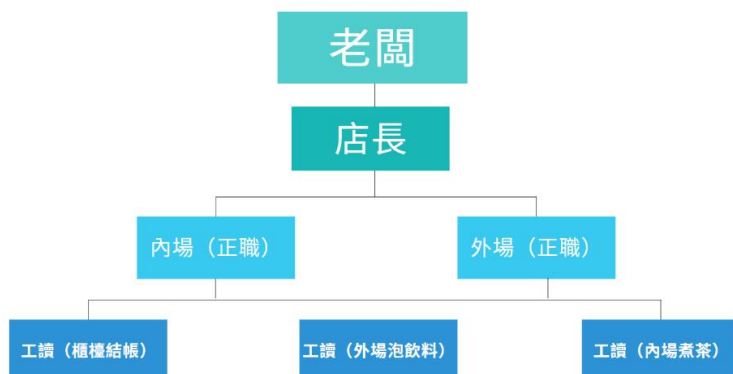 老闆
店長
內場（正職）
外場（正職）
工讀（櫃檯結帳）
工讀（外場泡飲料）
工讀（內場煮茶）